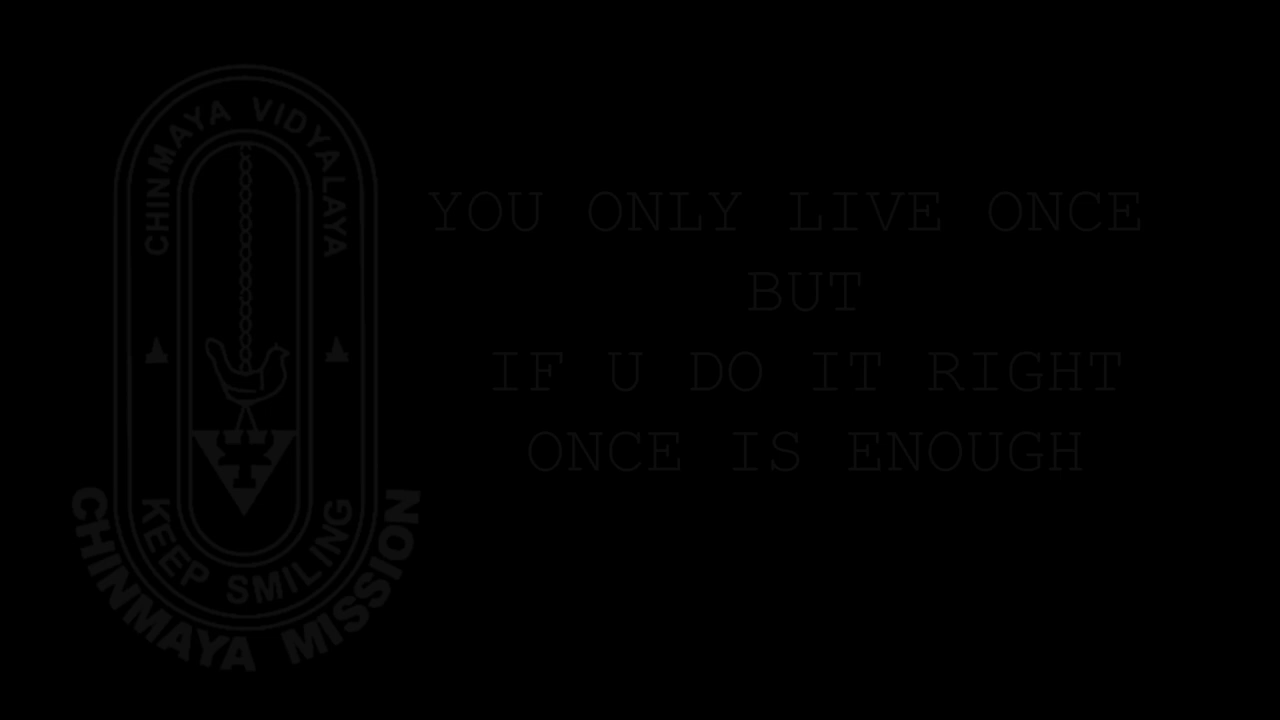 CHINMAYA VIDYALAYA
KEEP SMILING
CHINMAYA MISSION
YOU ONLY LIVE ONCE
BUT
IF U DO IT RIGHT
ONCE IS ENOUGH